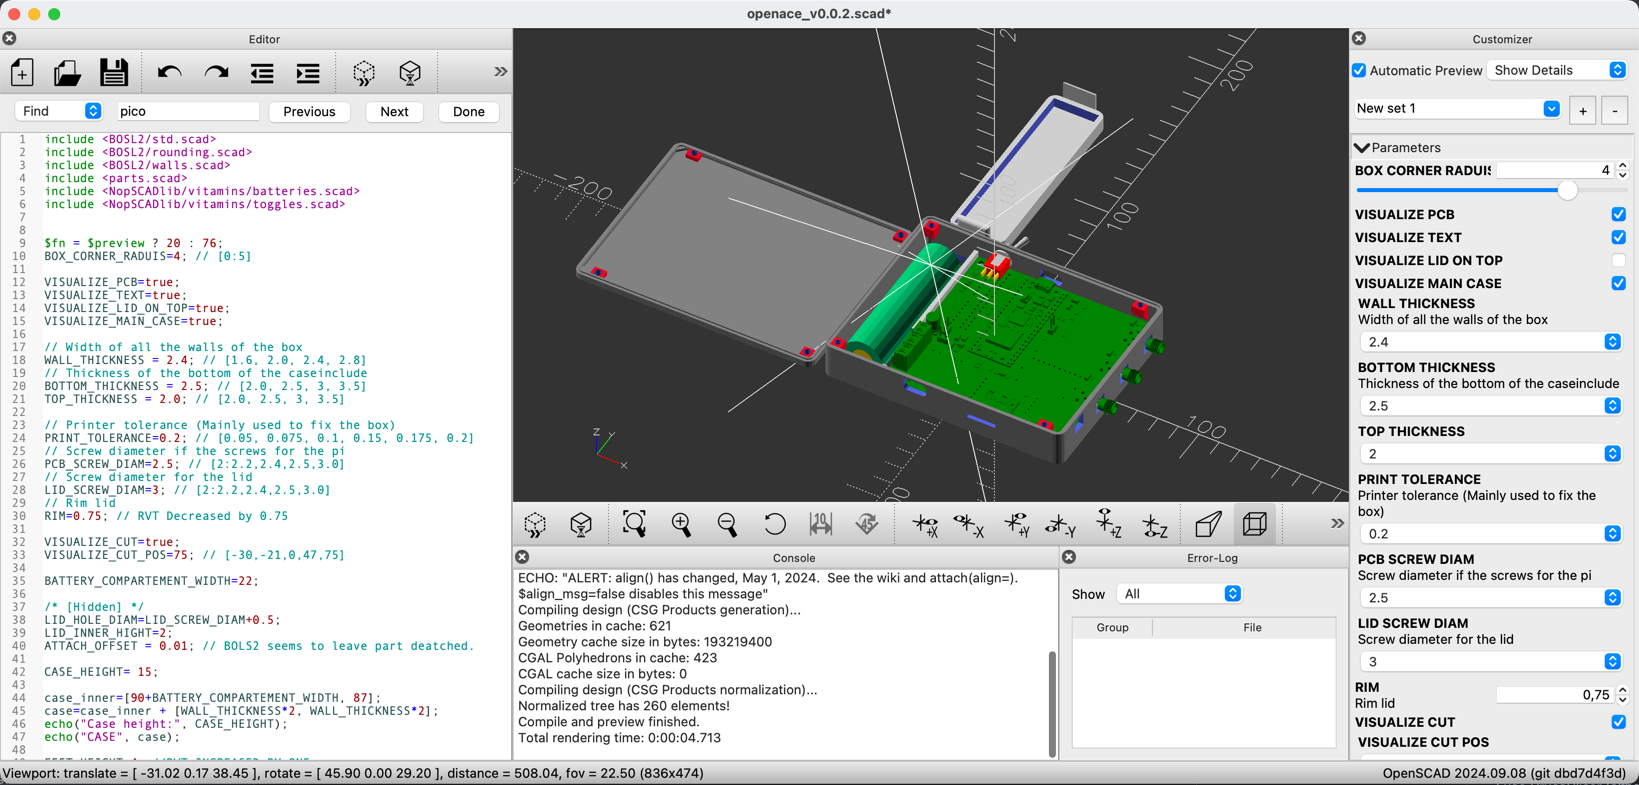 openace_v0.0.2.scad*
Editor
Find
pico
Previous
Next
Done
1 include <BOSL2/std.scad>
2 include <BOSL2/rounding.scad>
3 include <BOSL2/walls.scad>
4 include <parts.scad>
5 include <NopSCADlib/vitamins/batteries.scad>
6 include <NopSCADlib/vitamins/toggles.scad>
7
8
9 $fn = $preview ? 20 : 76;
10 BOX_CORNER_RADUIS=4; // [0:5]
11
12 VISUALIZE_PCB=true;
13 VISUALIZE_TEXT=true;
14 VISUALIZE_LID_ON_TOP=true;
15 VISUALIZE_MAIN_CASE=true;
16
17 // Width of all the walls of the box
18 WALL_THICKNESS = 2.4; // [1.6, 2.0, 2.4, 2.8]
19 // Thickness of the bottom of the caseinclude
20 BOTTOM_THICKNESS = 2.5; // [2.0, 2.5, 3, 3.5]
21 TOP_THICKNESS = 2.0; // [2.0, 2.5, 3, 3.5]
22
23 // Printer tolerance (Mainly used to fix the box)
24 PRINT_TOLERANCE=0.2; // [0.05, 0.075, 0.1, 0.15, 0.175, 0.2]
25 // Screw diameter if the screws for the pi
26 PCB_SCREW_DIAM=2.5; // [2:2.2,2.4,2.5,3.0]
27 // Screw diameter for the lid
28 LID_SCREW_DIAM=3; // [2:2.2,2.4,2.5,3.0]
29 // Rim lid
30 RIM=0.75; // RVT Decreased by 0.75
31
32 VISUALIZE_CUT=true;
33 VISUALIZE_CUT_POS=75; // [-30,-21,0,47,75]
34
35 BATTERY_COMPARTEMENT_WIDTH=22;
36
37 /* [Hidden] */
38 LID_HOLE_DIAM=LID_SCREW_DIAM+0.5;
39 LID_INNER_HIGHT=2;
40 ATTACH_OFFSET = 0.01; // BOLS2 seems to leave part deatched.
41
42 CASE_HEIGHT= 15;
43
44 case_inner=[90+BATTERY_COMPARTEMENT_WIDTH, 87];
45 case=case_inner + [WALL_THICKNESS*2, WALL_THICKNESS*2];
46 echo("Case height:", CASE_HEIGHT);
47 echo("CASE", case);
48
-200
200
100
100
Z
Y
X
10
45
+X
-X
+Y
-Y
+Z
-Z
Console
ECHO: "ALERT: align() has changed, May 1, 2024.  See the wiki and attach(align=).
$align_msg=false disables this message"
Compiling design (CSG Products generation)...
Geometries in cache: 621
Geometry cache size in bytes: 193219400
CGAL Polyhedrons in cache: 423
CGAL cache size in bytes: 0
Compiling design (CSG Products normalization)...
Normalized tree has 260 elements!
Compile and preview finished.
Total rendering time: 0:00:04.713
Error-Log
Show
All
Group
File
Customizer
Automatic Preview
Show Details
New set 1
+
-
Parameters
BOX CORNER RADUIS
4
VISUALIZE PCB
VISUALIZE TEXT
VISUALIZE LID ON TOP
VISUALIZE MAIN CASE
WALL THICKNESS
Width of all the walls of the box
2.4
BOTTOM THICKNESS
Thickness of the bottom of the caseinclude
2.5
TOP THICKNESS
2
PRINT TOLERANCE
Printer tolerance (Mainly used to fix the
box)
0.2
PCB SCREW DIAM
Screw diameter if the screws for the pi
2.5
LID SCREW DIAM
Screw diameter for the lid
3
RIM
Rim lid
0,75
VISUALIZE CUT
VISUALIZE CUT POS
Viewport: translate = [ -31.02 0.17 38.45 ], rotate = [ 45.90 0.00 29.20 ], distance = 508.04, fov = 22.50 (836x474)
OpenSCAD 2024.09.08 (git dbd7d4f3d)